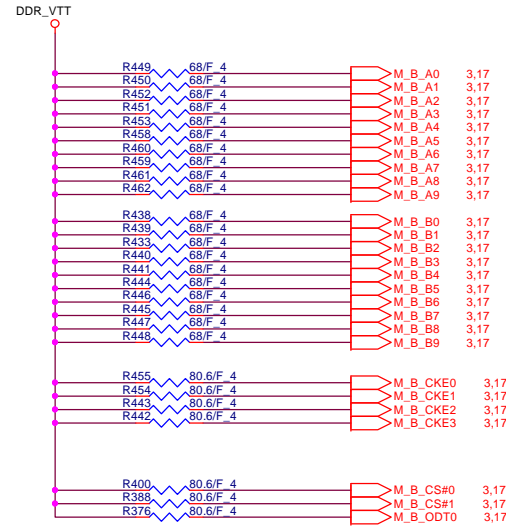 DDR_VTT
R449 68/F_4 M_B_A0 3,17
R450 68/F_4 M_B_A1 3,17
R452 68/F_4 M_B_A2 3,17
R451 68/F_4 M_B_A3 3,17
R453 68/F_4 M_B_A4 3,17
R458 68/F_4 M_B_A5 3,17
R460 68/F_4 M_B_A6 3,17
R459 68/F_4 M_B_A7 3,17
R461 68/F_4 M_B_A8 3,17
R462 68/F_4 M_B_A9 3,17
R438 68/F_4 M_B_B0 3,17
R439 68/F_4 M_B_B1 3,17
R433 68/F_4 M_B_B2 3,17
R440 68/F_4 M_B_B3 3,17
R441 68/F_4 M_B_B4 3,17
R444 68/F_4 M_B_B5 3,17
R446 68/F_4 M_B_B6 3,17
R445 68/F_4 M_B_B7 3,17
R447 68/F_4 M_B_B8 3,17
R448 68/F_4 M_B_B9 3,17
R455 80.6/F_4 M_B_CKE0 3,17
R454 80.6/F_4 M_B_CKE1 3,17
R443 80.6/F_4 M_B_CKE2 3,17
R442 80.6/F_4 M_B_CKE3 3,17
R400 80.6/F_4 M_B_CS#0 3,17
R388 80.6/F_4 M_B_CS#1 3,17
R376 80.6/F_4 M_B_ODT0 3,17